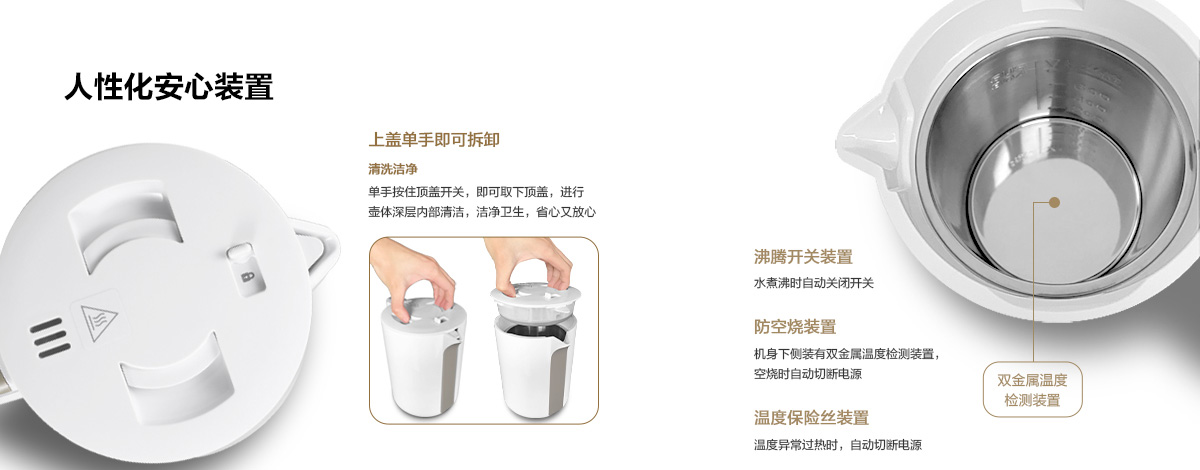 人性化安心装置
上盖单手即可拆卸
清洗洁净
单手按住顶盖开关，即可取下顶盖，进行
壶体深层内部清洁，洁净卫生，省心又放心
沸腾开关装置
水煮沸时自动关闭开关
防空烧装置
机身下侧装有双金属温度检测装置，
空烧时自动切断电源
温度保险丝装置
温度异常过热时，自动切断电源
双金属温度
检测装置